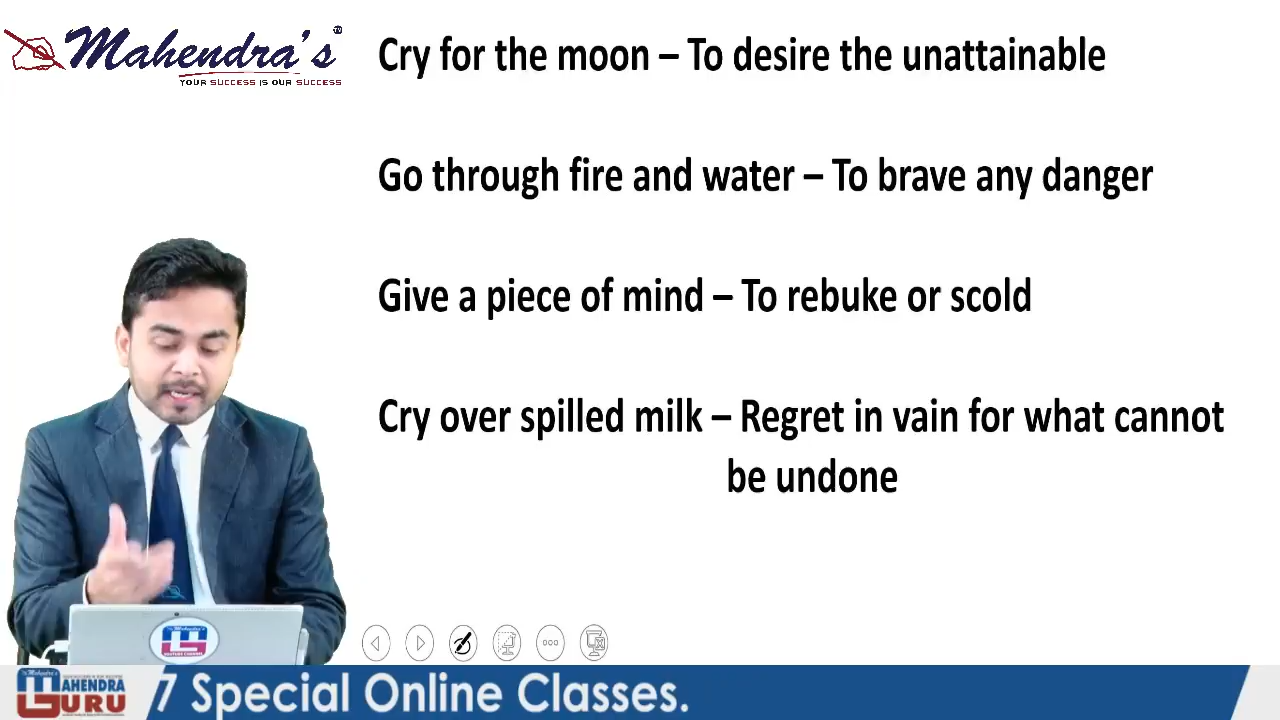 Mahendra's
YOUR SUCCESS IS OUR SUCCESS
Cry for the moon – To desire the unattainable
Go through fire and water – To brave any danger
Give a piece of mind – To rebuke or scold
Cry over spilled milk – Regret in vain for what cannot
be undone
MAHENDRA
GURU
7 Special Online Classes.